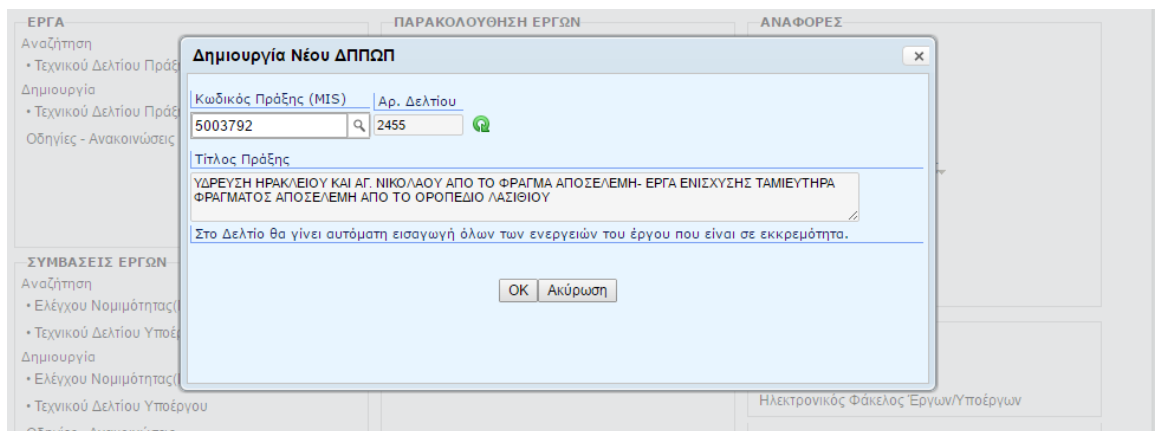 ΕΡΓΑ
ΠΑΡΑΚΟΛΟΥΘΗΣΗ ΕΡΓΩΝ
ΑΝΑΦΟΡΕΣ
Αναζήτηση
• Τεχνικού Δελτίου
Δημιουργία
• Τεχνικού Δελτίου
Οδηγίες - Ανακοινώσεις
Δημιουργία Νέου ΔΠΠΩΠ
Κωδικός Πράξης (MIS)
Αρ. Δελτίου
5003792
2455
Τίτλος Πράξης
ΥΔΡΕΥΣΗ ΗΡΑΚΛΕΙΟΥ ΚΑΙ ΑΓ. ΝΙΚΟΛΑΟΥ ΑΠΟ ΤΟ ΦΡΑΓΜΑ ΑΠΟΣΕΛΕΜΗ- ΕΡΓΑ ΕΝΙΣΧΥΣΗΣ ΤΑΜΙΕΥΤΗΡΑ
ΦΡΑΓΜΑΤΟΣ ΑΠΟΣΕΛΕΜΗ ΑΠΟ ΤΟ ΟΡΟΠΕΔΙΟ ΛΑΣΙΘΙΟΥ
Στο Δελτίο θα γίνει αυτόματη εισαγωγή όλων των ενεργειών του έργου που είναι σε εκκρεμότητα.
OK
Ακύρωση
ΣΥΜΒΑΣΕΙΣ ΕΡΓΩΝ
Αναζήτηση
• Ελέγχου Νομιμότητας(
• Τεχνικού Δελτίου
Δημιουργία
• Ελέγχου Νομιμότητας(
• Τεχνικού Δελτίου Υποέργου
Ηλεκτρονικός Φάκελος Έργων/Υποέργων